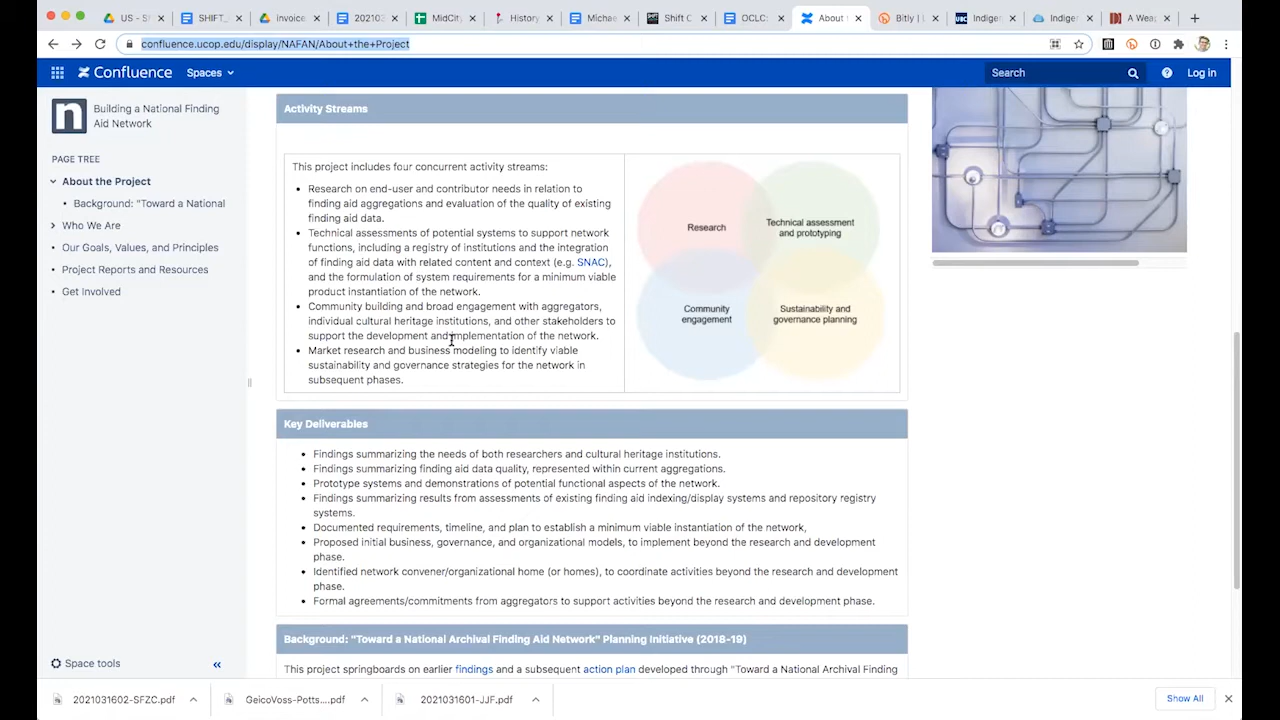 US - S
SHIFT_
invoice
202103
MidCity
History
Michae
Shift C
OCLC:
About t
Bitly | L
Indigen
Indige
A Wea
confluence.ucop.edu/display/NAFAN/About+the+Project
Confluence
Spaces
Search
Log in
n
Building a National Finding
Aid Network
PAGE TREE
About the Project
Background: "Toward a National
Who We Are
Our Goals, Values, and Principles
Project Reports and Resources
Get Involved
Space tools
Activity Streams
This project includes four concurrent activity streams:
• Research on end-user and contributor needs in relation to
finding aid aggregations and evaluation of the quality of existing
finding aid data.
• Technical assessments of potential systems to support network
functions, including a registry of institutions and the integration
of finding aid data with related content and context (e.g. SNAC),
and the formulation of system requirements for a minimum viable
product instantiation of the network.
• Community building and broad engagement with aggregators,
individual cultural heritage institutions, and other stakeholders to
support the development and implementation of the network.
• Market research and business modeling to identify viable
sustainability and governance strategies for the network in
subsequent phases.
Research
Technical assessment
and prototyping
Community
engagement
Sustainability and
governance planning
Key Deliverables
• Findings summarizing the needs of both researchers and cultural heritage institutions.
• Findings summarizing finding aid data quality, represented within current aggregations.
• Prototype systems and demonstrations of potential functional aspects of the network.
• Findings summarizing results from assessments of existing finding aid indexing/display systems and repository registry
systems.
• Documented requirements, timeline, and plan to establish a minimum viable instantiation of the network,
• Proposed initial business, governance, and organizational models, to implement beyond the research and development
phase.
• Identified network convener/organizational home (or homes), to coordinate activities beyond the research and development
phase.
• Formal agreements/commitments from aggregators to support activities beyond the research and development phase.
Background: "Toward a National Archival Finding Aid Network" Planning Initiative (2018-19)
This project springboards on earlier findings and a subsequent action plan developed through "Toward a National Archival Finding
2021031602-SFZC.pdf
GeicoVoss-Potts....pdf
2021031601-JJF.pdf
Show All